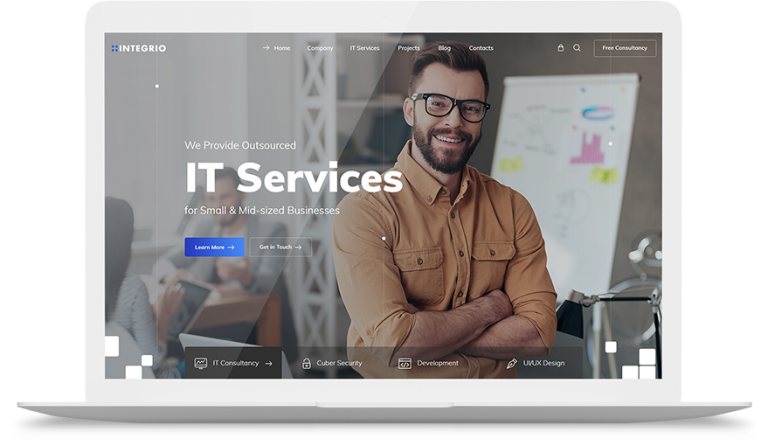 INTEGRIO
Home Company IT Services Projects Blog Contacts
Free Consultancy
We Provide Outsourced
IT Services
for Small & Mid-sized Businesses
Learn More
Get in Touch
IT Consultancy
Cuber Security
Development
UI/UX Design